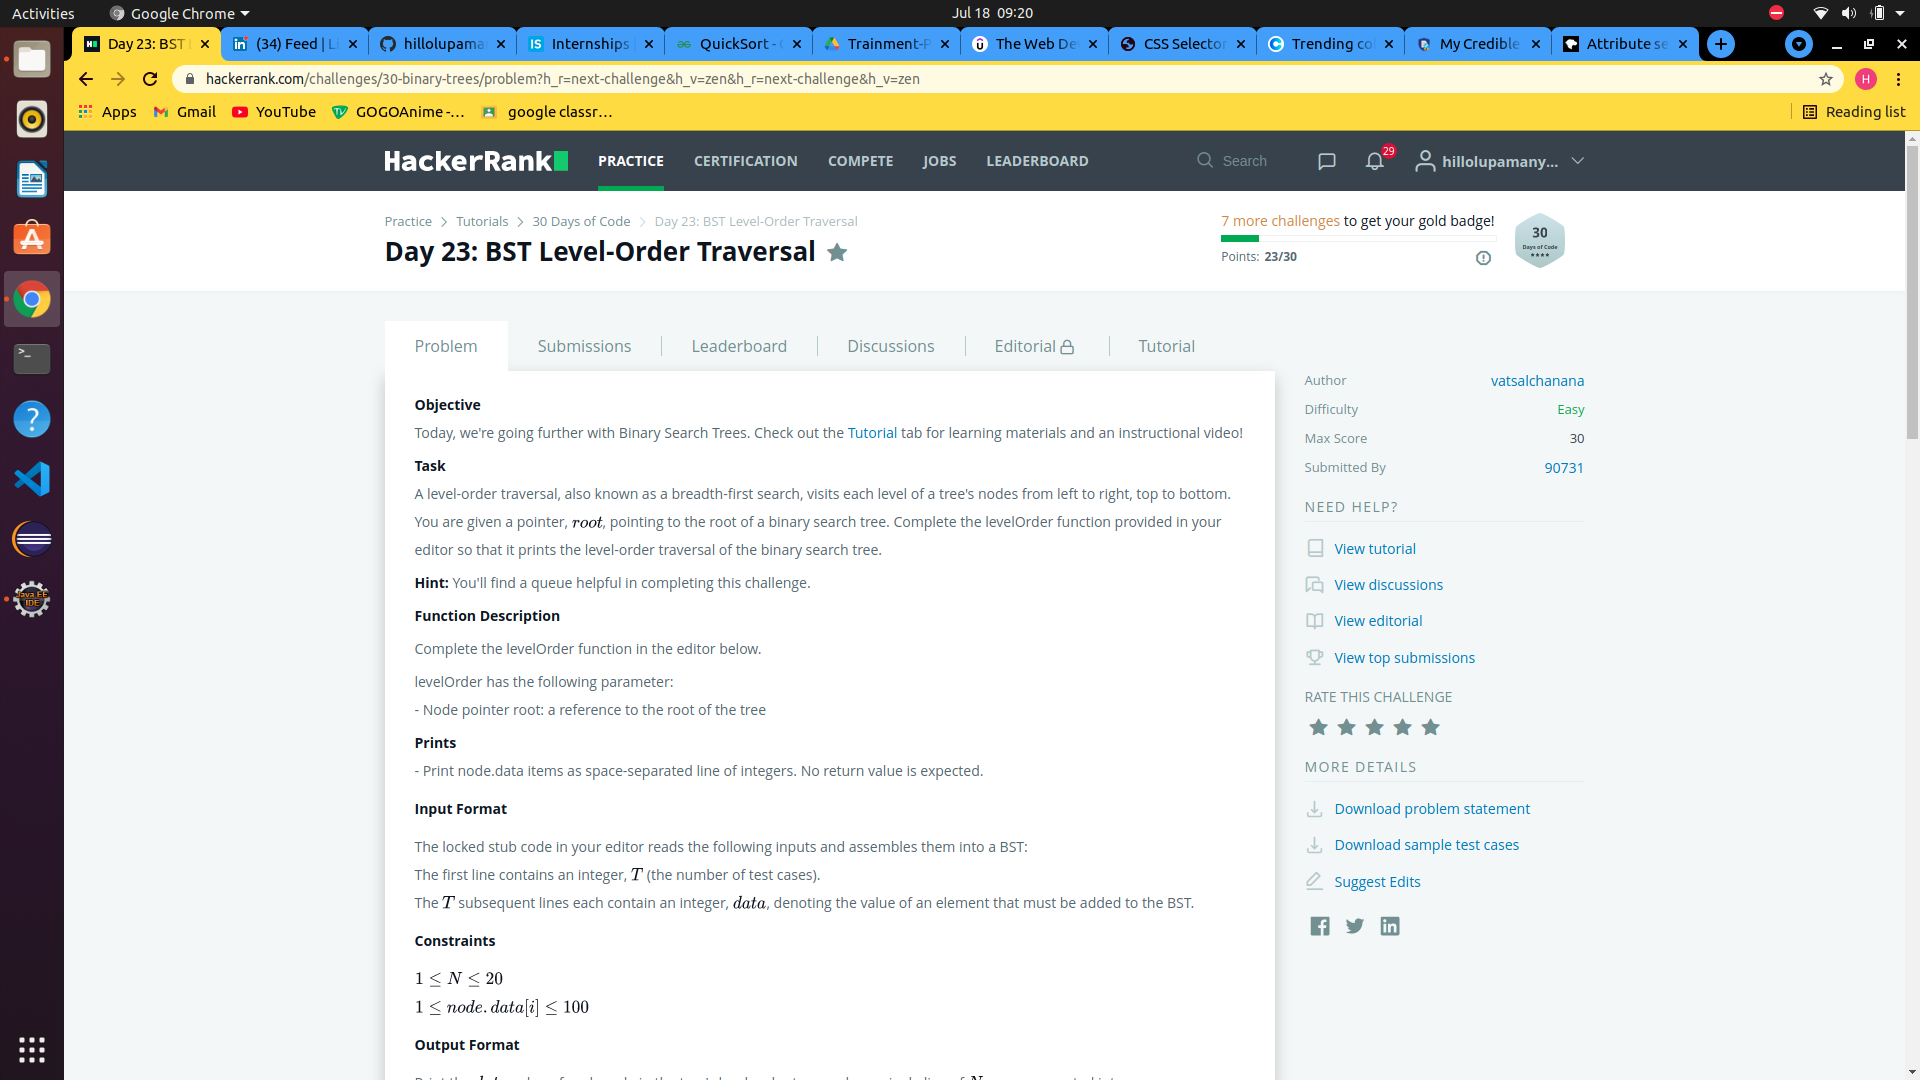 Activities Google Chrome Jul 18 09:20
Day 23: BST (34) Feed | Li hillolupama Internships QuickSort - Trainment-P The Web De CSS Selector Trending co My Credible Attribute se
hackerrank.com/challenges/30-binary-trees/problem?h_r=next-challenge&h_v=zen&h_r=next-challenge&h_v=zen H
Apps Gmail YouTube GOGOAnime -... google classr... Reading list
HackerRank PRACTICE CERTIFICATION COMPETE JOBS LEADERBOARD Search 29 hillolupamany...
Practice > Tutorials > 30 Days of Code > Day 23: BST Level-Order Traversal
Day 23: BST Level-Order Traversal
7 more challenges to get your gold badge!
Points: 23/30
30
Days of Code
Problem Submissions Leaderboard Discussions Editorial Tutorial
Objective
Today, we're going further with Binary Search Trees. Check out the Tutorial tab for learning materials and an instructional video!
Task
A level-order traversal, also known as a breadth-first search, visits each level of a tree's nodes from left to right, top to bottom.
You are given a pointer, root, pointing to the root of a binary search tree. Complete the levelOrder function provided in your
editor so that it prints the level-order traversal of the binary search tree.
Hint: You'll find a queue helpful in completing this challenge.
Function Description
Complete the levelOrder function in the editor below.
levelOrder has the following parameter:
- Node pointer root: a reference to the root of the tree
Prints
- Print node.data items as space-separated line of integers. No return value is expected.
Input Format
The locked stub code in your editor reads the following inputs and assembles them into a BST:
The first line contains an integer, T (the number of test cases).
The T subsequent lines each contain an integer, data, denoting the value of an element that must be added to the BST.
Constraints
1 ≤ N ≤ 20
1 ≤ node.data[i] ≤ 100
Output Format
Author vatsalchanana
Difficulty Easy
Max Score 30
Submitted By 90731
NEED HELP?
View tutorial
View discussions
View editorial
View top submissions
RATE THIS CHALLENGE
MORE DETAILS
Download problem statement
Download sample test cases
Suggest Edits
Java EE
IDE